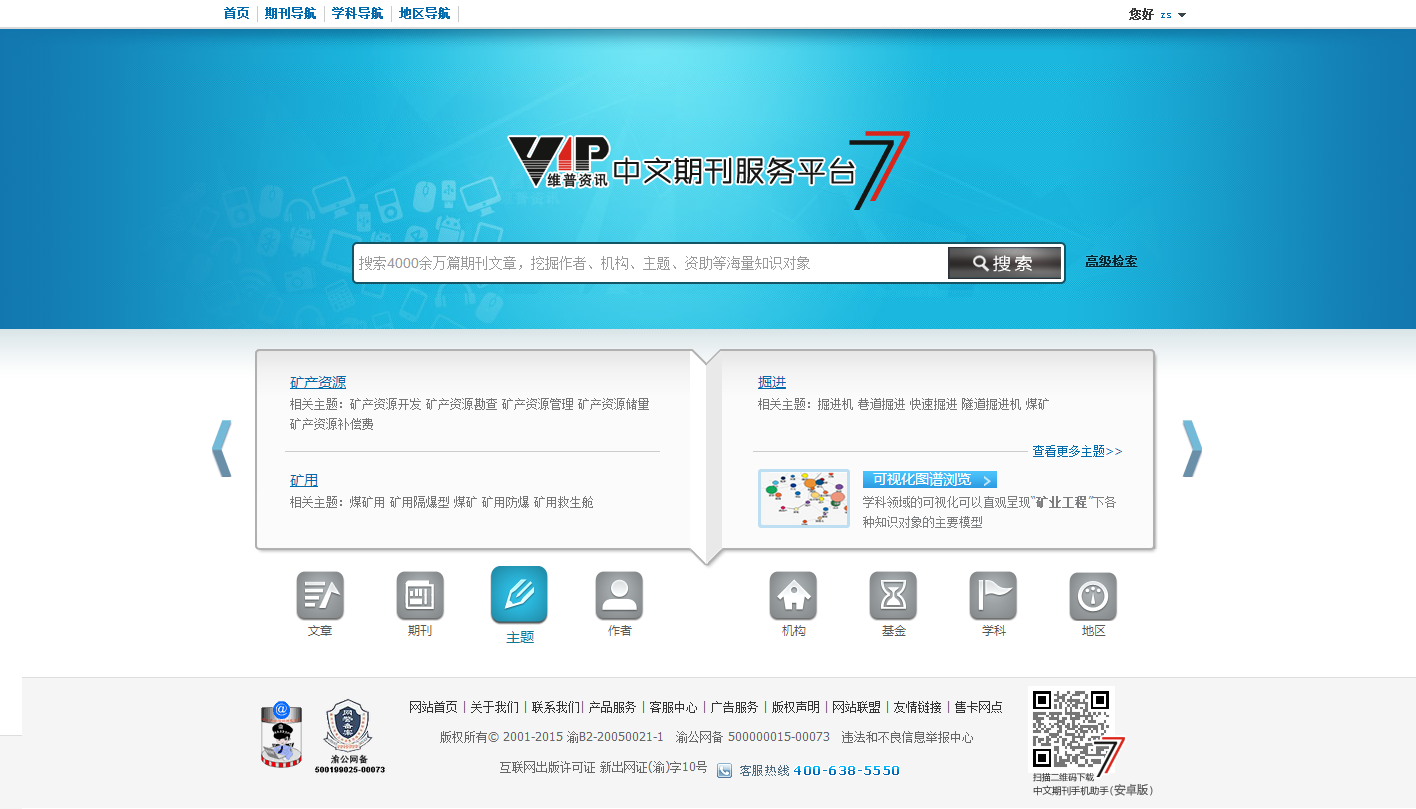 首页 期刊导航 学科导航 地区导航 您好 zs
VIP 维普资讯 中文期刊服务平台 7
搜索4000余万篇期刊文章，挖掘作者、机构、主题、资助等海量知识对象 搜索 高级检索
矿产资源
相关主题：矿产资源开发 矿产资源勘查 矿产资源管理 矿产资源储量
矿产资源补偿费
矿用
相关主题：煤矿用 矿用隔爆型 煤矿 矿用防爆 矿用救生舱
掘进
相关主题：掘进机 巷道掘进 快速掘进 隧道掘进机 煤矿
查看更多主题>>
可视化图谱浏览
学科领域的可视化可以直观呈现“矿业工程”下各
种知识对象的主要模型
文章 期刊 主题 作者 机构 基金 学科 地区
网站首页 | 关于我们 | 联系我们 | 产品服务 | 客服中心 | 广告服务 | 版权声明 | 网站联盟 | 友情链接 | 售卡网点
版权所有© 2001-2015 渝B2-20050021-1 渝公网备 500000015-00073 违法和不良信息举报中心
互联网出版许可证 新出网证(渝)字10号 客服热线 400-638-5550
@
网警备案
渝公网备
500199025-00073
7
扫描二维码下载
中文期刊手机助手(安卓版)